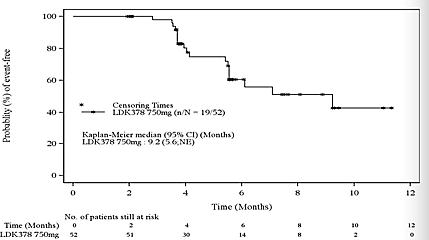 Probablity (%) of event-free
100
80
60
40
20
0
Censoring Times
LDK378 750mg (n/N = 19/52)
Kaplan-Meier median (95% CI) (Months)
LDK378 750mg : 9.2 (5.6;NE)
0 2 4 6 8 10 12
Time (Months)
No. of patients still at risk
Time (Months) 0 2 4 6 8 10 12
LDK378 750mg 52 51 30 14 8 2 0